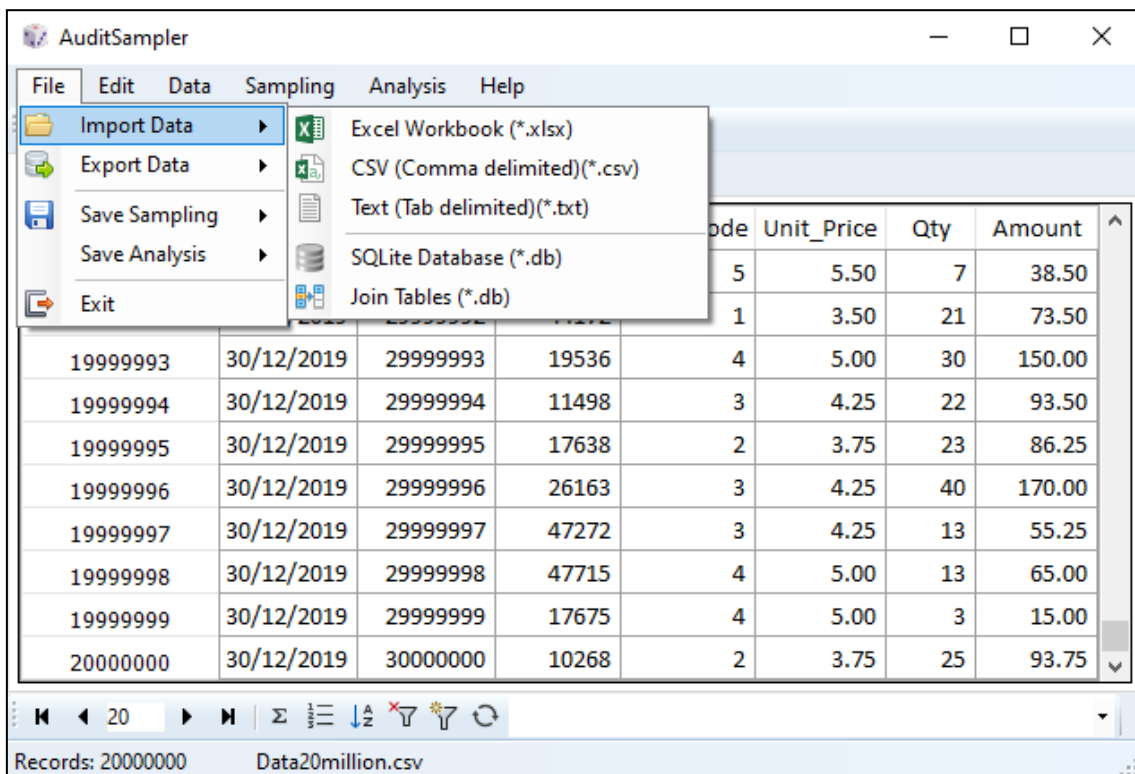 AuditSampler
File Edit Data Sampling Analysis Help
Import Data
Export Data
Save Sampling
Save Analysis
Exit
Excel Workbook (*.xlsx)
CSV (Comma delimited)(*.csv)
Text (Tab delimited)(*.txt)
SQLite Database (*.db)
Join Tables (*.db)
Unit_Price Qty Amount
5 5.50 7 38.50
1 3.50 21 73.50
19999993 30/12/2019 29999993 19536 4 5.00 30 150.00
19999994 30/12/2019 29999994 11498 3 4.25 22 93.50
19999995 30/12/2019 29999995 17638 2 3.75 23 86.25
19999996 30/12/2019 29999996 26163 3 4.25 40 170.00
19999997 30/12/2019 29999997 47272 3 4.25 13 55.25
19999998 30/12/2019 29999998 47715 4 5.00 13 65.00
19999999 30/12/2019 29999999 17675 4 5.00 3 15.00
20000000 30/12/2019 30000000 10268 2 3.75 25 93.75
20
Records: 20000000 Data20million.csv